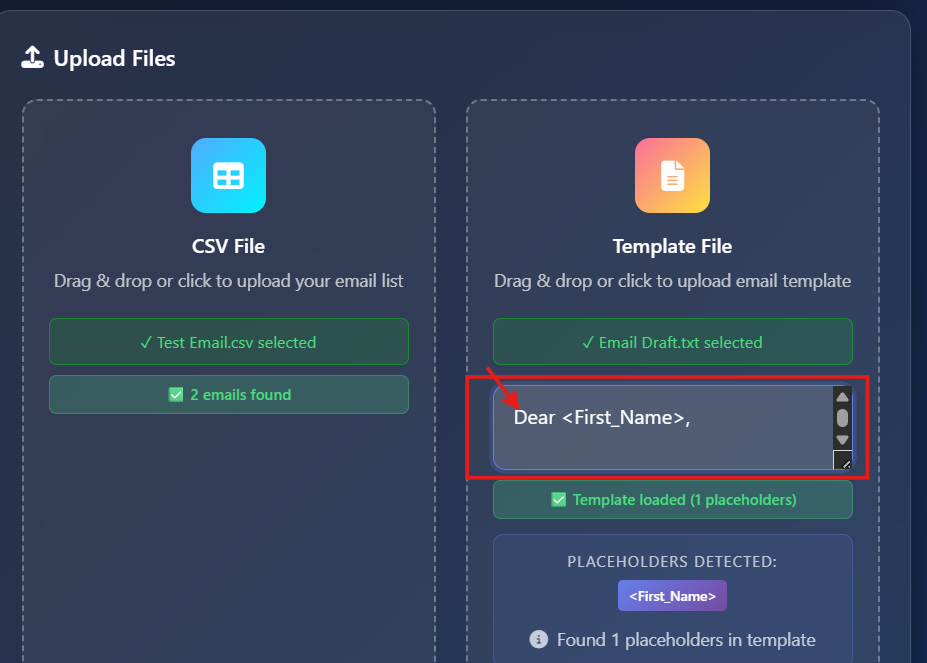 Upload Files
CSV File
Drag & drop or click to upload your email list
✓ Test Email.csv selected
✅ 2 emails found
Template File
Drag & drop or click to upload email template
✓ Email Draft.txt selected
Dear <First_Name>,
✅ Template loaded (1 placeholders)
PLACEHOLDERS DETECTED:
<First_Name>
Found 1 placeholders in template